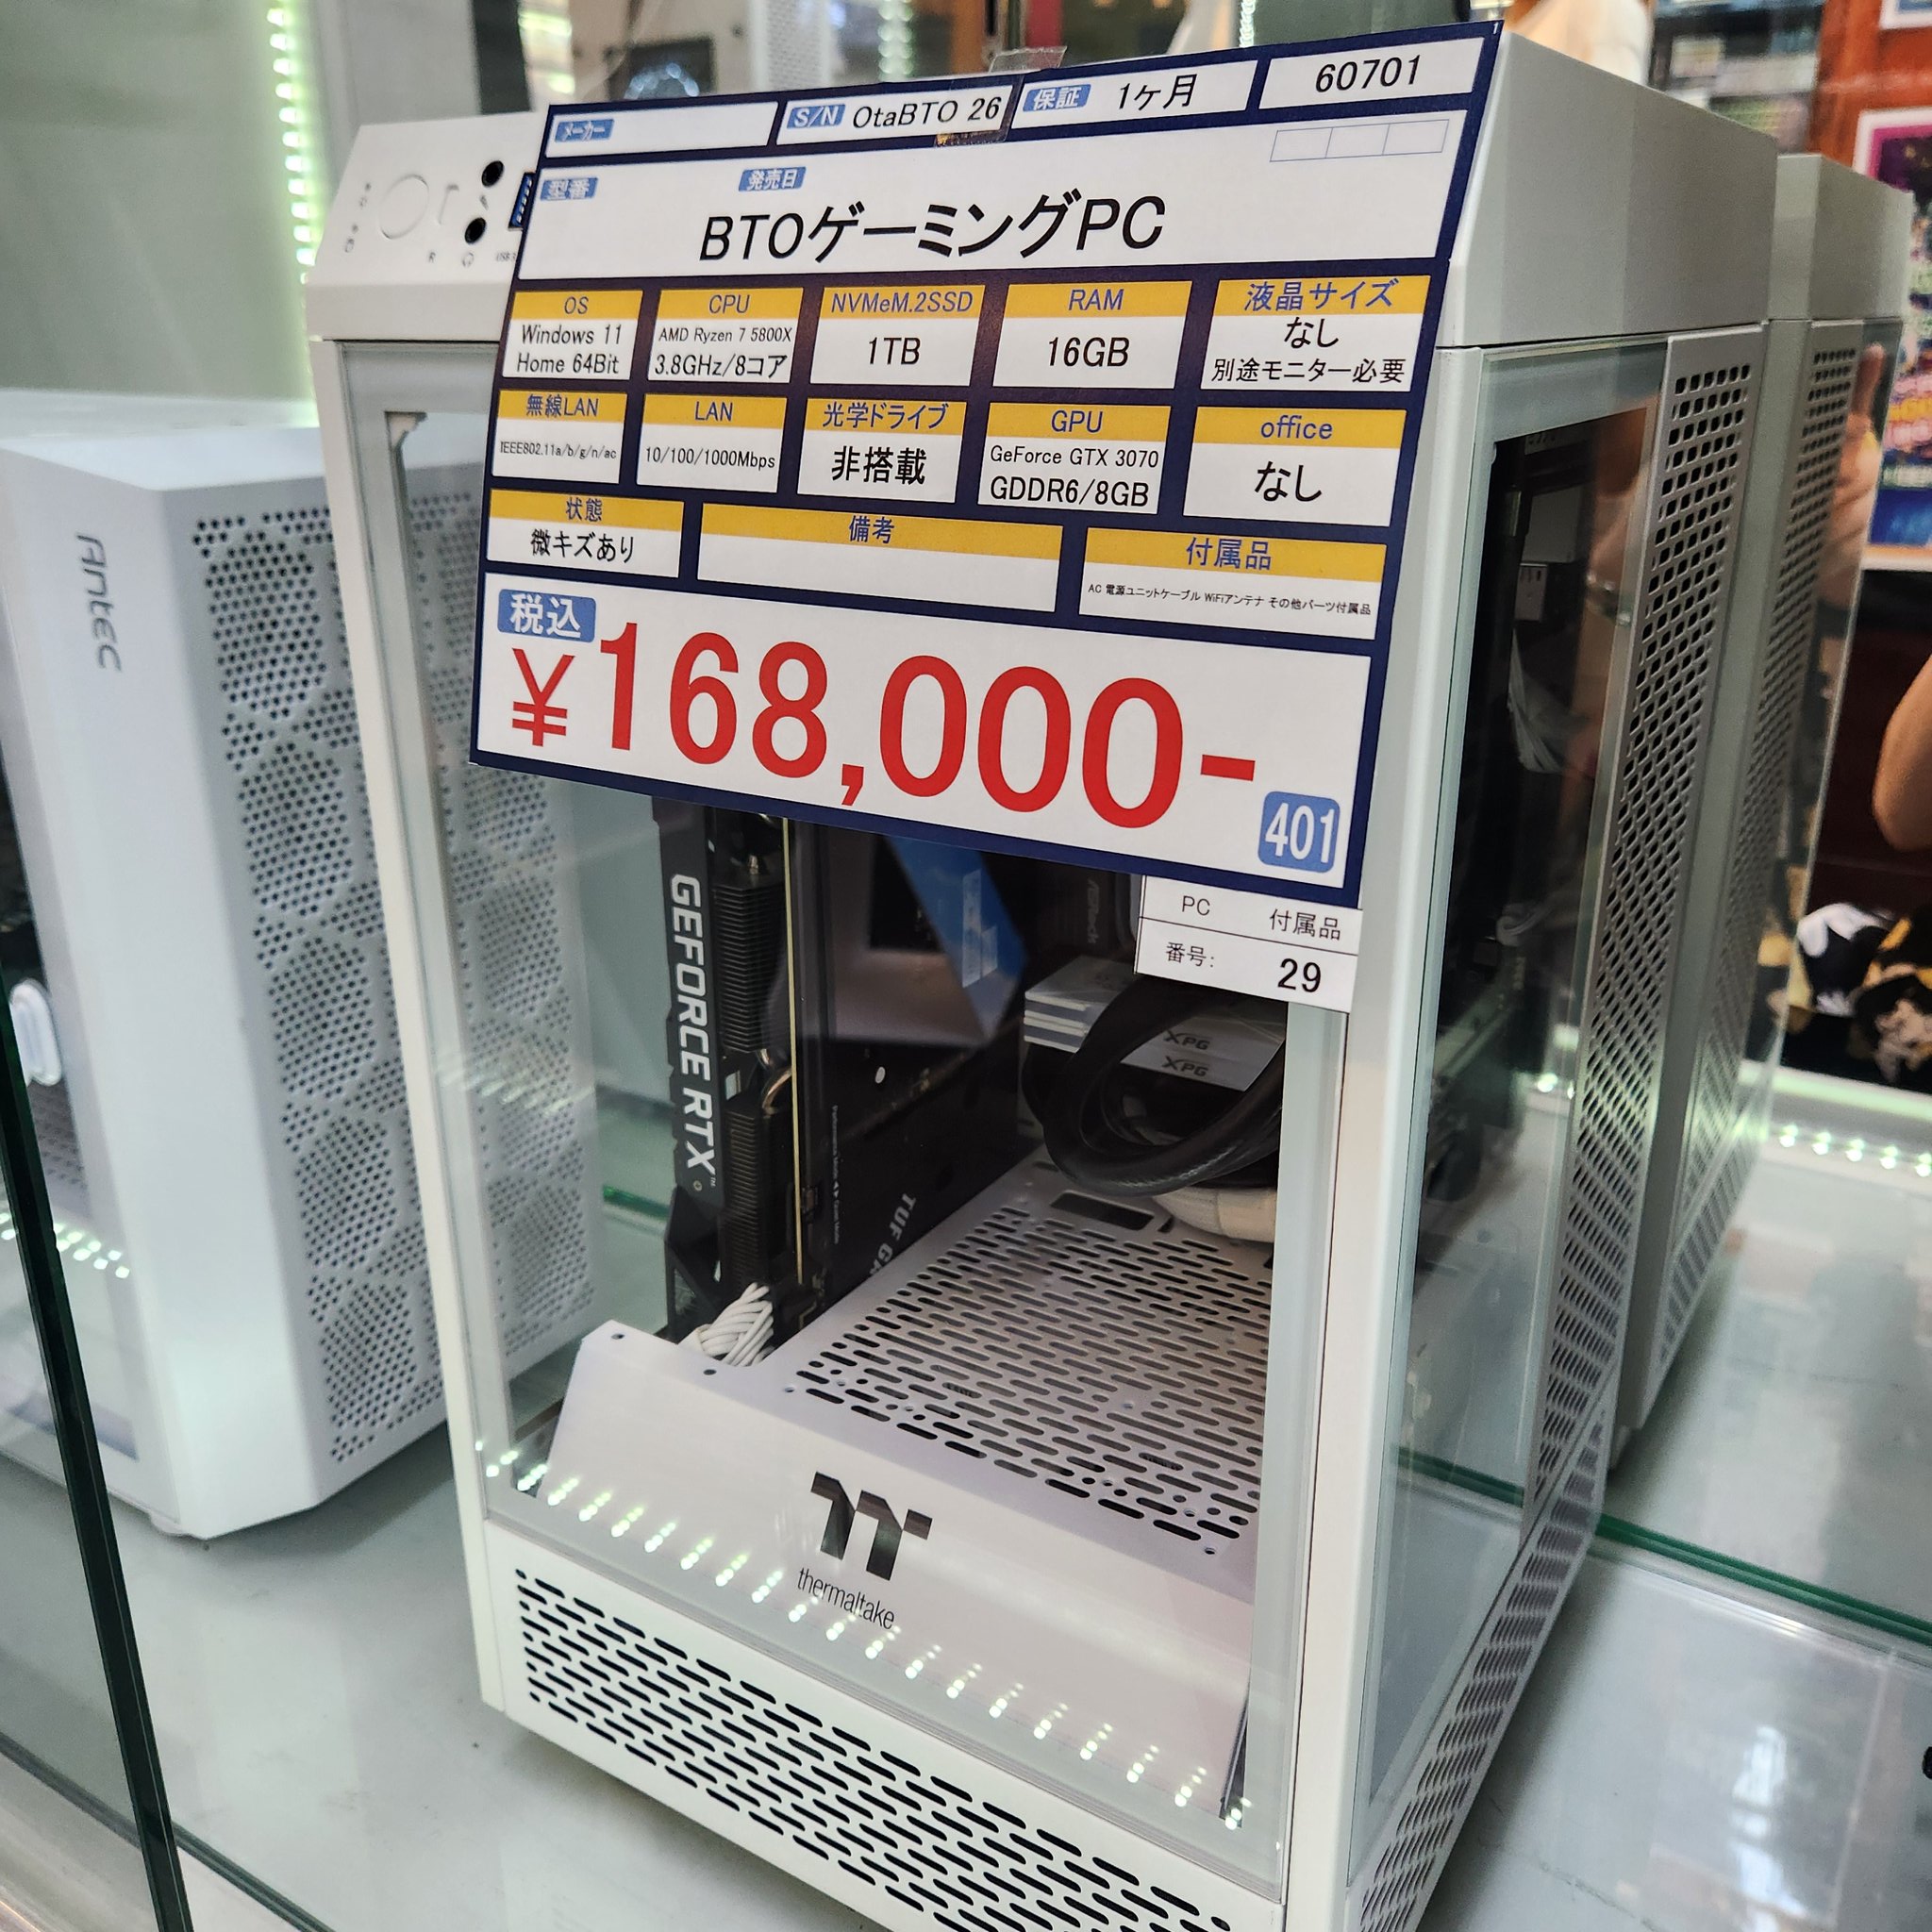 メーカー
S/N OtaBTO 26
保証 1ヶ月
60701
型番
発売日
BTOゲーミングPC
OS
Windows 11
Home 64Bit
CPU
AMD Ryzen 7 5800X
3.8GHz/8コア
NVMeM.2SSD
1TB
RAM
16GB
液晶サイズ
なし
別途モニター必要
無線LAN
IEEE802.11a/b/g/n/ac
LAN
10/100/1000Mbps
光学ドライブ
非搭載
GPU
GeForce GTX 3070
GDDR6/8GB
office
なし
状態
微キズあり
備考
付属品
AC 電源ユニットケーブル WiFiアンテナ その他パーツ付属品
税込
¥168,000-
401
PC 付属品
番号: 29
Antec
GEFORCE RTX™
XPG
XPG
TUF
thermaltake